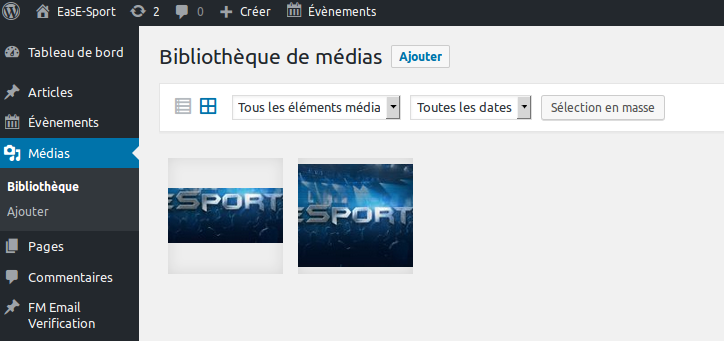 EasE-Sport 2 0 Créer Évènements
Tableau de bord
Articles
Évènements
Médias
Bibliothèque
Ajouter
Pages
Commentaires
FM Email
Verification
Bibliothèque de médias Ajouter
Tous les éléments média Toutes les dates Sélection en masse
ESPORT ESPORT